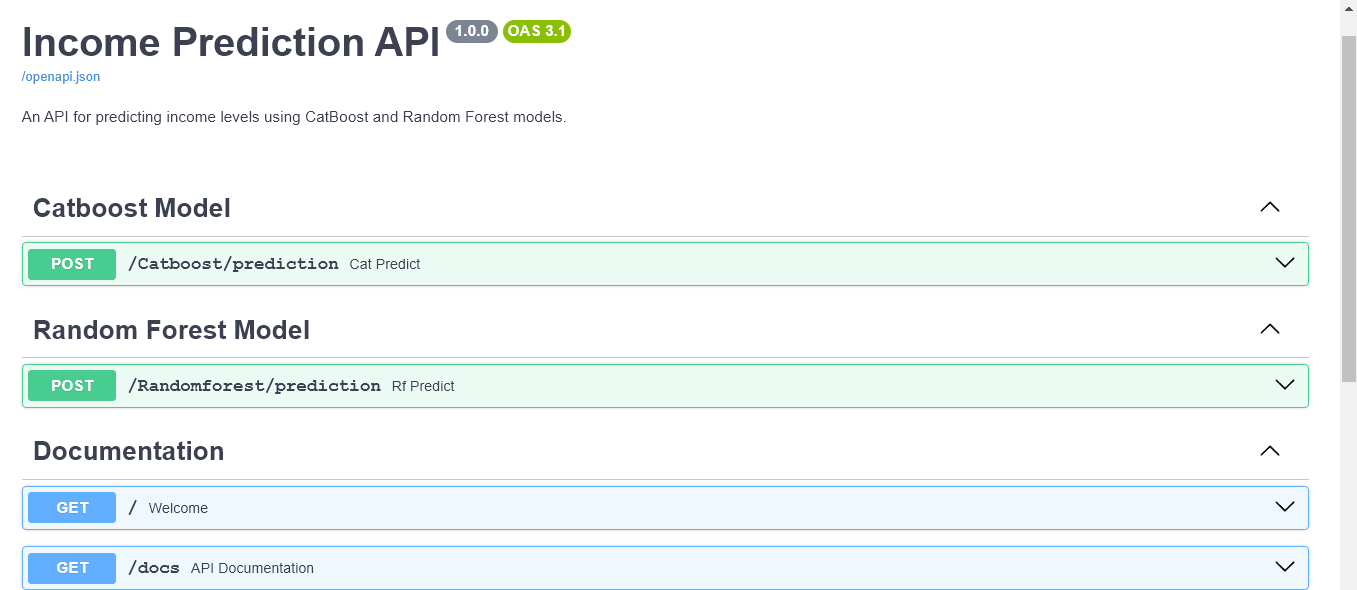 Income Prediction API 1.0.0 OAS 3.1
/openapi.json
An API for predicting income levels using CatBoost and Random Forest models.
Catboost Model
POST /Catboost/prediction Cat Predict
Random Forest Model
POST /Randomforest/prediction Rf Predict
Documentation
GET / Welcome
GET /docs API Documentation